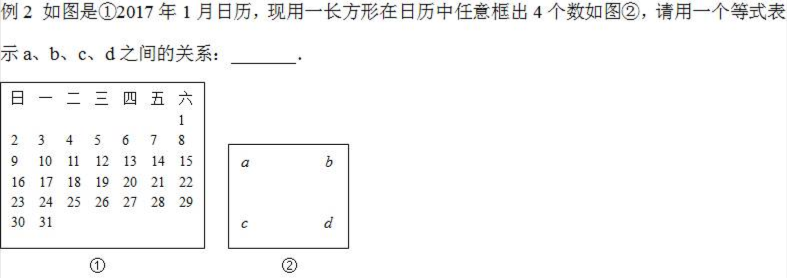 例 2 如图是①2017 年 1 月日历，现用一长方形在日历中任意框出 4 个数如图②，请用一个等式表
示 a、b、c、d 之间的关系：_______．
日 一 二 三 四 五 六
1
2 3 4 5 6 7 8
9 10 11 12 13 14 15
16 17 18 19 20 21 22
23 24 25 26 27 28 29
30 31
①
a b
c d
②